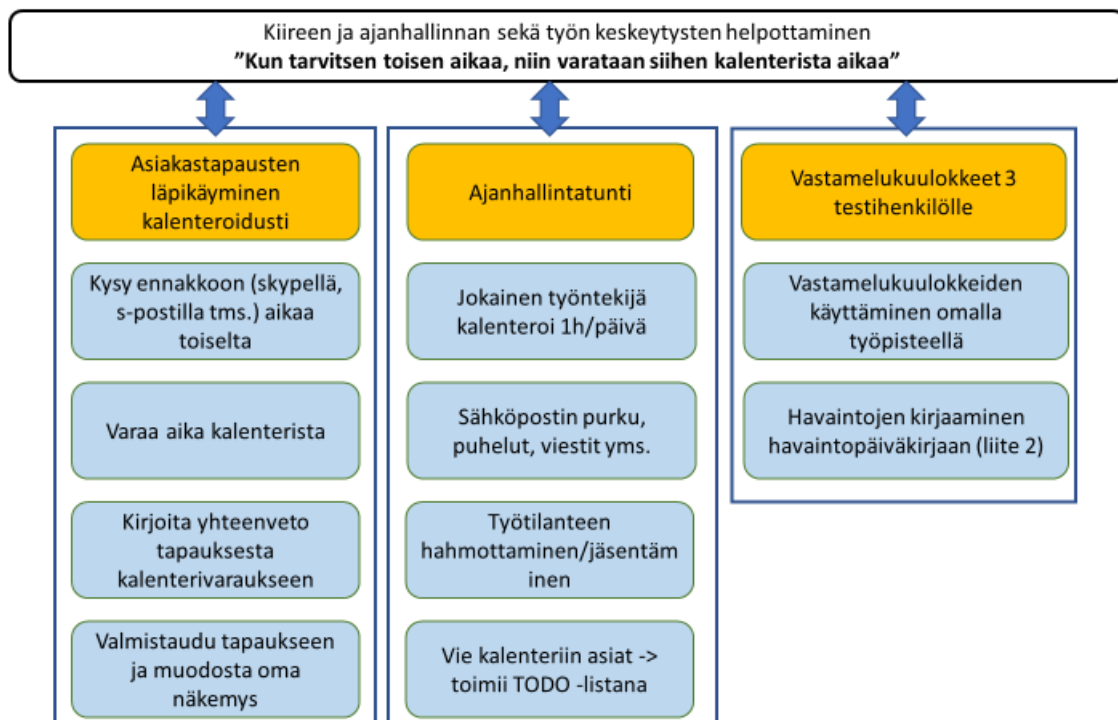 Kiireen ja ajanhallinnan sekä työn keskeytysten helpottaminen
”Kun tarvitsen toisen aikaa, niin varataan siihen kalenterista aikaa”
Asiakastapausten
läpikäyminen
kalenteroidusti
Kysy ennakkoon (skypellä,
s-postilla tms.) aikaa
toiselta
Varaa aika kalenterista
Kirjoita yhteenveto
tapauksesta
kalenterivaraukseen
Valmistaudu tapaukseen
ja muodosta oma
näkemys
Ajanhallintatunti
Jokainen työntekijä
kalenteroi 1h/päivä
Sähköpostin purku,
puhelut, viestit yms.
Työtilanteen
hahmottaminen/jäsentäm
inen
Vie kalenteriin asiat ->
toimii TODO -listana
Vastamelukuulokkeet 3
testihenkilölle
Vastamelukuulokkeiden
käyttäminen omalla
työpisteellä
Havaintojen kirjaaminen
havaintopäiväkirjaan (liite 2)